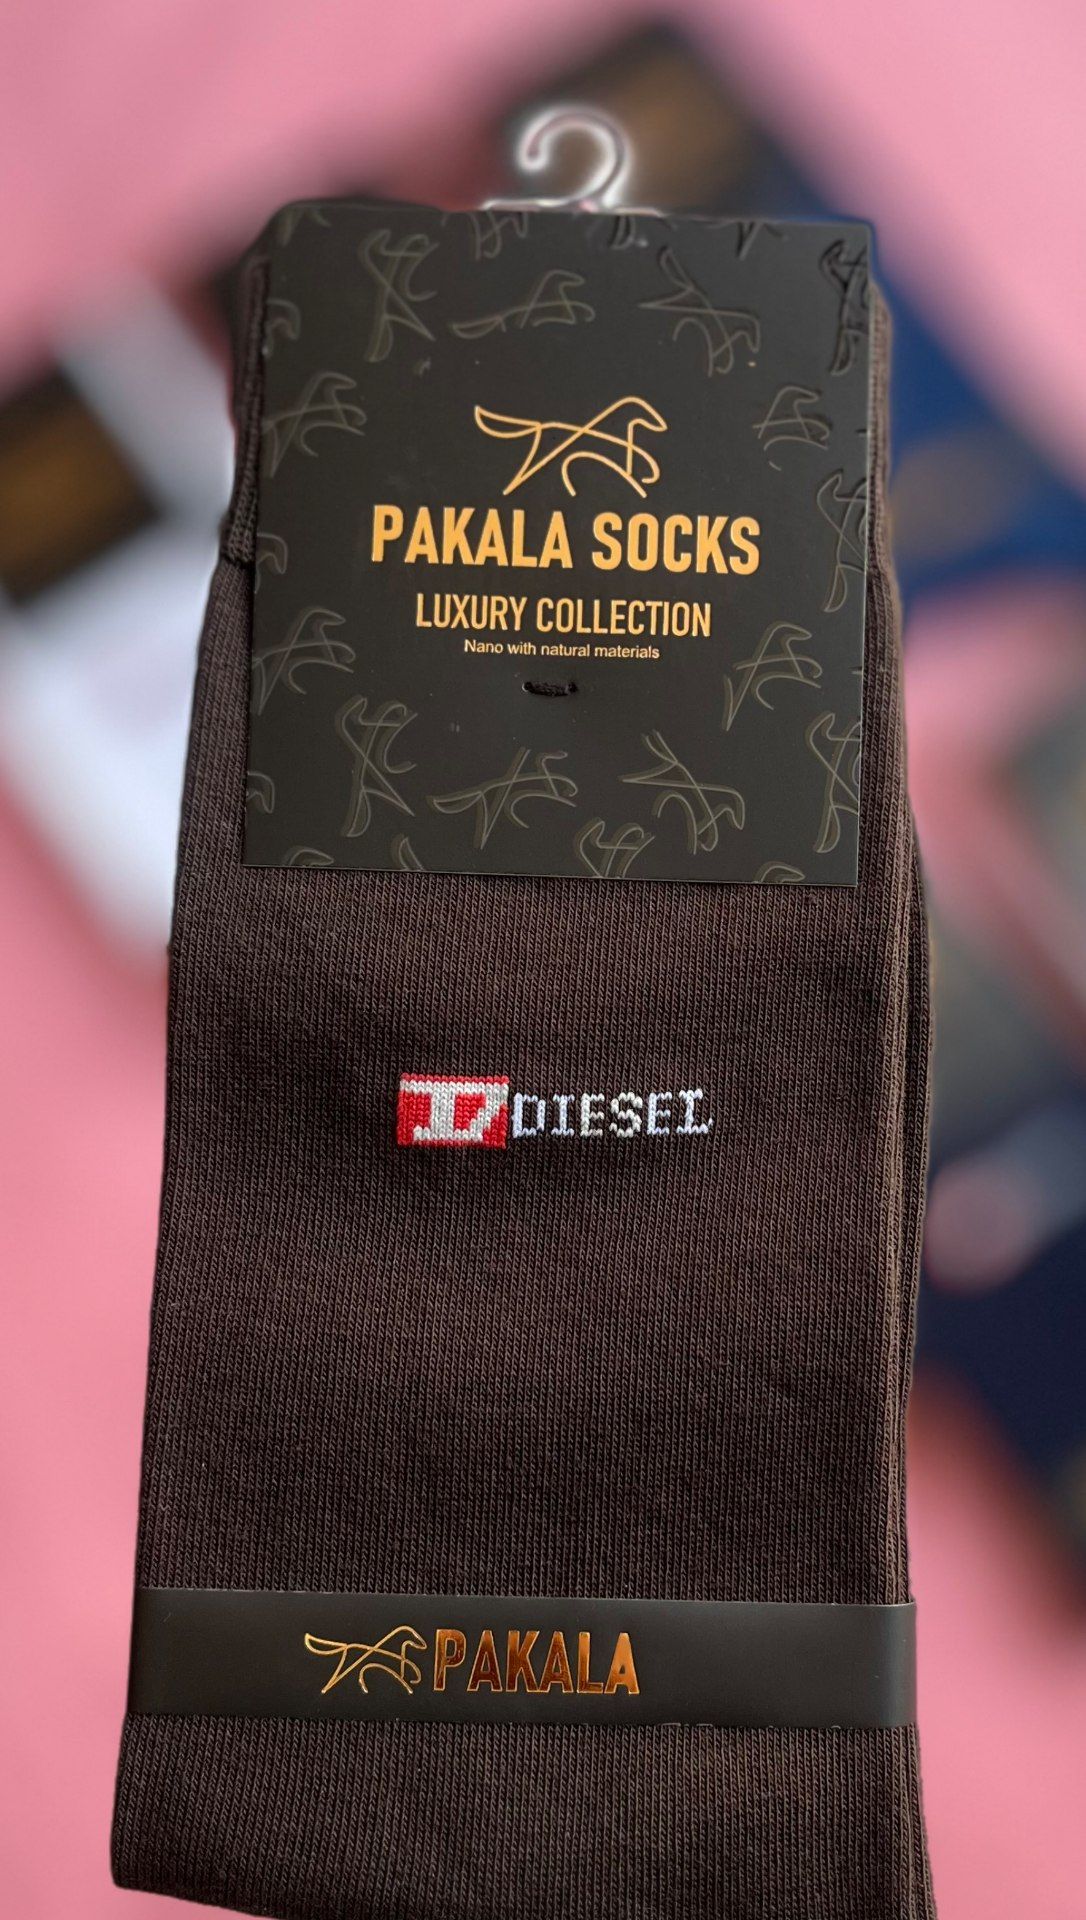 PAKALA SOCKS
LUXURY COLLECTION
Nano with natural materials
D DIESEL
PAKALA